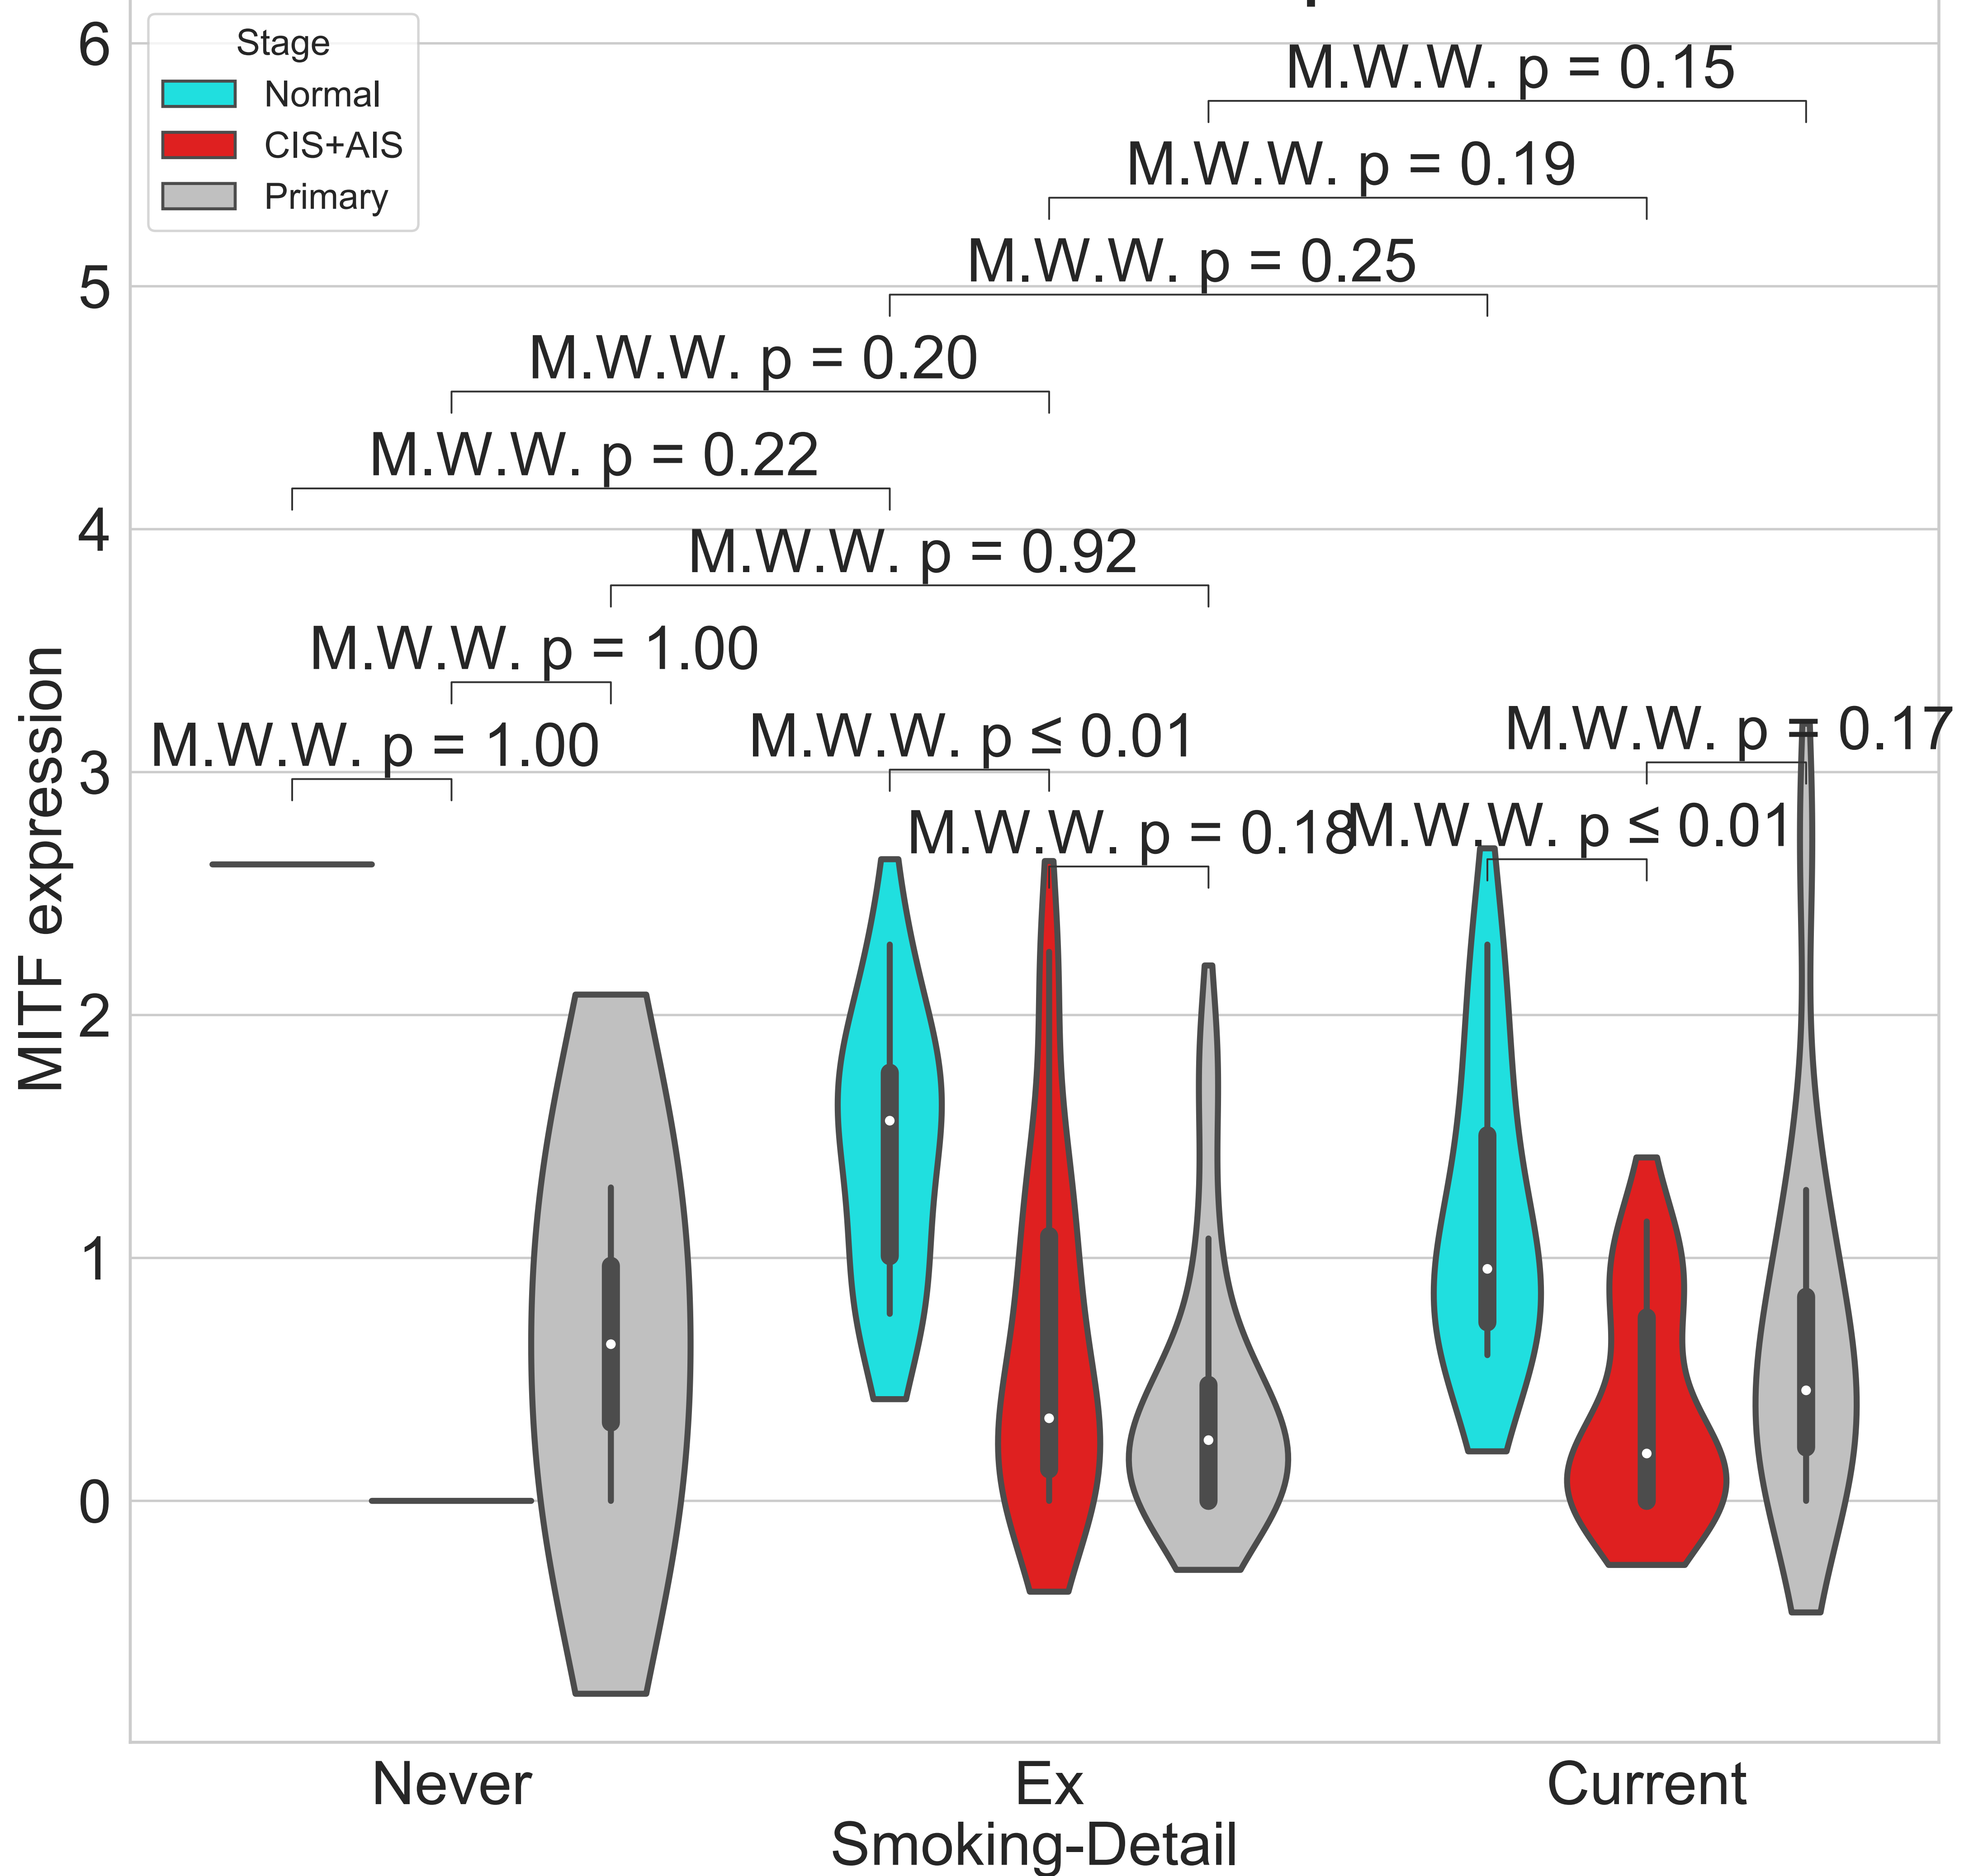 6
Stage
Normal
CIS+AIS
Primary
M.W.W. p = 0.15
M.W.W. p = 0.19
5
M.W.W. p = 0.25
M.W.W. p = 0.20
M.W.W. p = 0.22
4
M.W.W. p = 0.92
M.W.W. p = 1.00
M.W.W. p = 1.00
M.W.W. p ≤ 0.01
M.W.W. p = 0.17
3
M.W.W. p = 0.18
M.W.W. p ≤ 0.01
MITF expression
2
1
0
Never
Ex
Current
Smoking-Detail